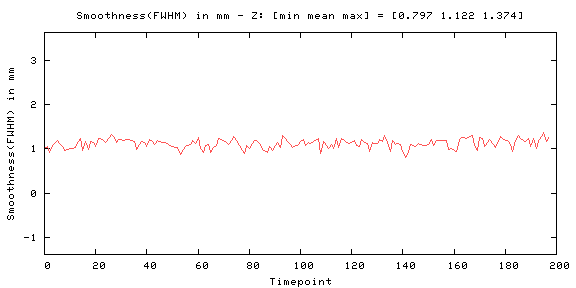 Smoothness(FWHM) in mm - Z: [min mean max] = [0.797 1.122 1.374]
Smoothness(FWHM) in mm
3
2
1
0
-1
0 20 40 60 80 100 120 140 160 180 200
Timepoint